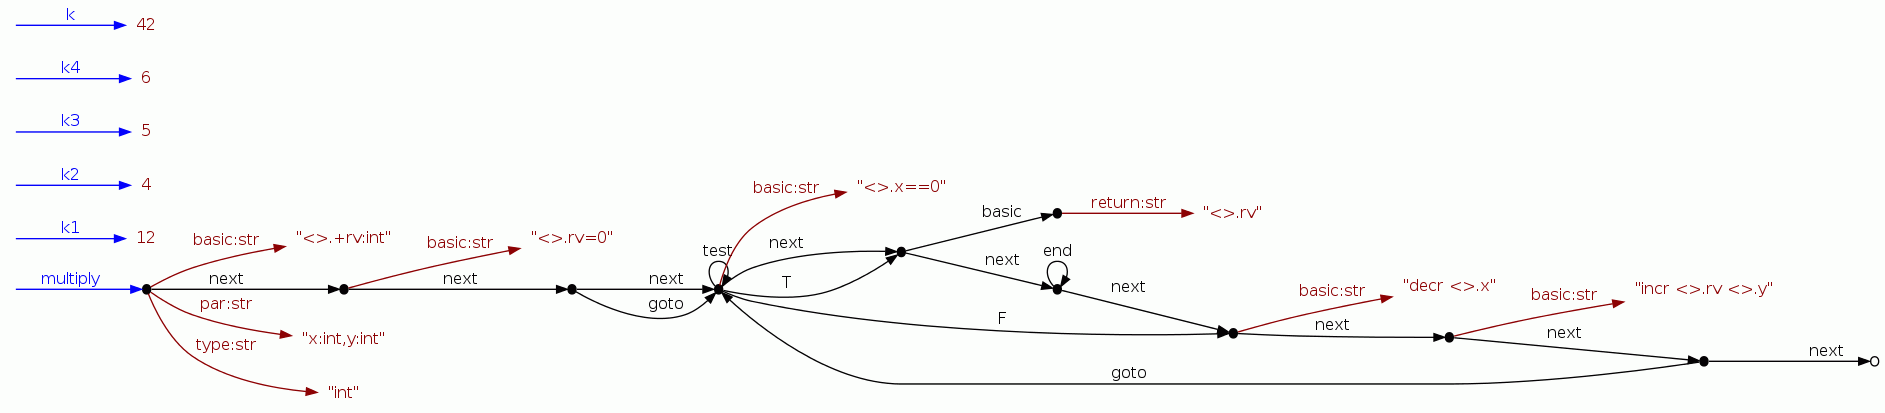 k 42
k4 6
k3 5
k2 4
k1 12
multiply
basic:str "<>.+rv:int"
next
par:str "x:int,y:int"
type:str "int"
basic:str "<>.rv=0"
next
next
goto
test
basic:str "<>.x==0"
next
T
F
basic
return:str "<>.rv"
next
end
next
basic:str "decr <>.x"
next
basic:str "incr <>.rv <>.y"
next
goto
next